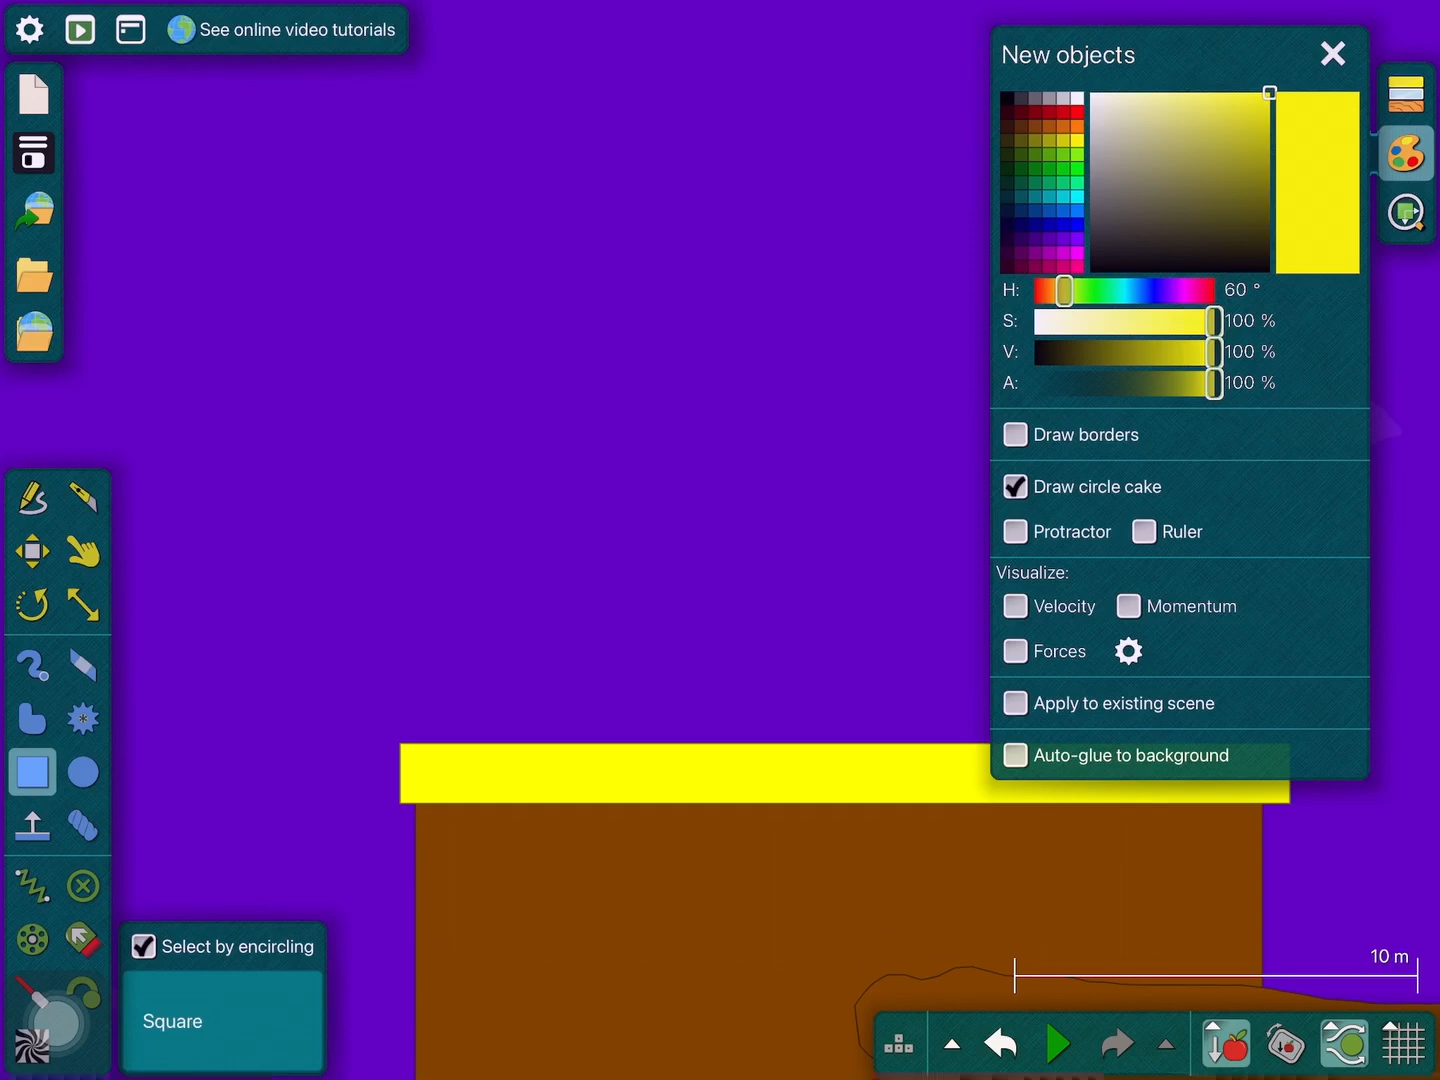 See online video tutorials
New objects
H: 60 °
S: 100 %
V: 100 %
A: 100 %
Draw borders
Draw circle cake
Protractor Ruler
Visualize:
Velocity Momentum
Forces
Apply to existing scene
Auto-glue to background
Select by encircling
Square
10 m